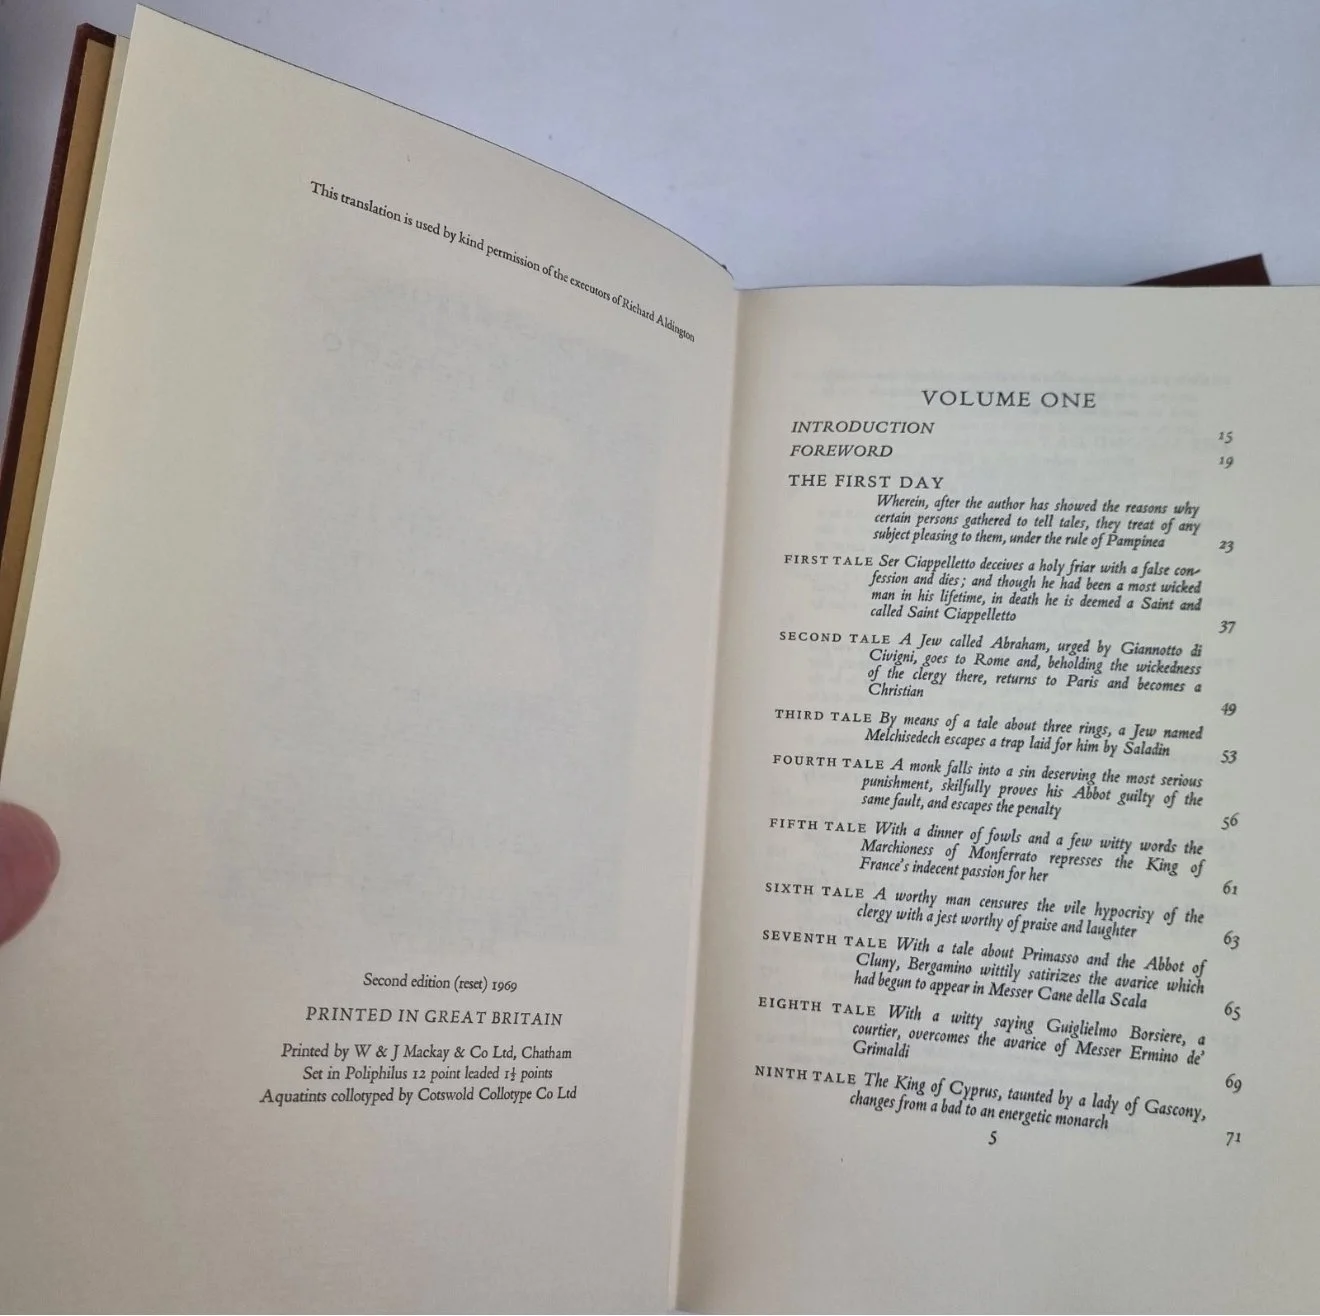 This translation is used by kind permission of the executors of Richard Aldington
Second edition (reset) 1969
PRINTED IN GREAT BRITAIN
Printed by W & J Mackay & Co Ltd, Chatham
Set in Poliphilus 12 point leaded 1½ points
Aquatints collotyped by Cotswold Collotype Co Ltd
VOLUME ONE
INTRODUCTION 15
FOREWORD 19
THE FIRST DAY
Wherein, after the author has showed the reasons why
certain persons gathered to tell tales, they treat of any
subject pleasing to them, under the rule of Pampinea 23
FIRST TALE Ser Ciappelletto deceives a holy friar with a false con-
fession and dies; and though he had been a most wicked
man in his lifetime, in death he is deemed a Saint and
called Saint Ciappelletto 37
SECOND TALE A Jew called Abraham, urged by Giannotto di
Civigni, goes to Rome and, beholding the wickedness
of the clergy there, returns to Paris and becomes a
Christian 49
THIRD TALE By means of a tale about three rings, a Jew named
Melchisedech escapes a trap laid for him by Saladin 53
FOURTH TALE A monk falls into a sin deserving the most serious
punishment, skilfully proves his Abbot guilty of the
same fault, and escapes the penalty 56
FIFTH TALE With a dinner of fowls and a few witty words the
Marchioness of Monferrato represses the King of
France's indecent passion for her 61
SIXTH TALE A worthy man censures the vile hypocrisy of the
clergy with a jest worthy of praise and laughter 63
SEVENTH TALE With a tale about Primasso and the Abbot of
Cluny, Bergamino wittily satirizes the avarice which
had begun to appear in Messer Cane della Scala 65
EIGHTH TALE With a witty saying Guiglielmo Borsiere, a
courtier, overcomes the avarice of Messer Ermino de'
Grimaldi 69
NINTH TALE The King of Cyprus, taunted by a lady of Gascony,
changes from a bad to an energetic monarch 71
5